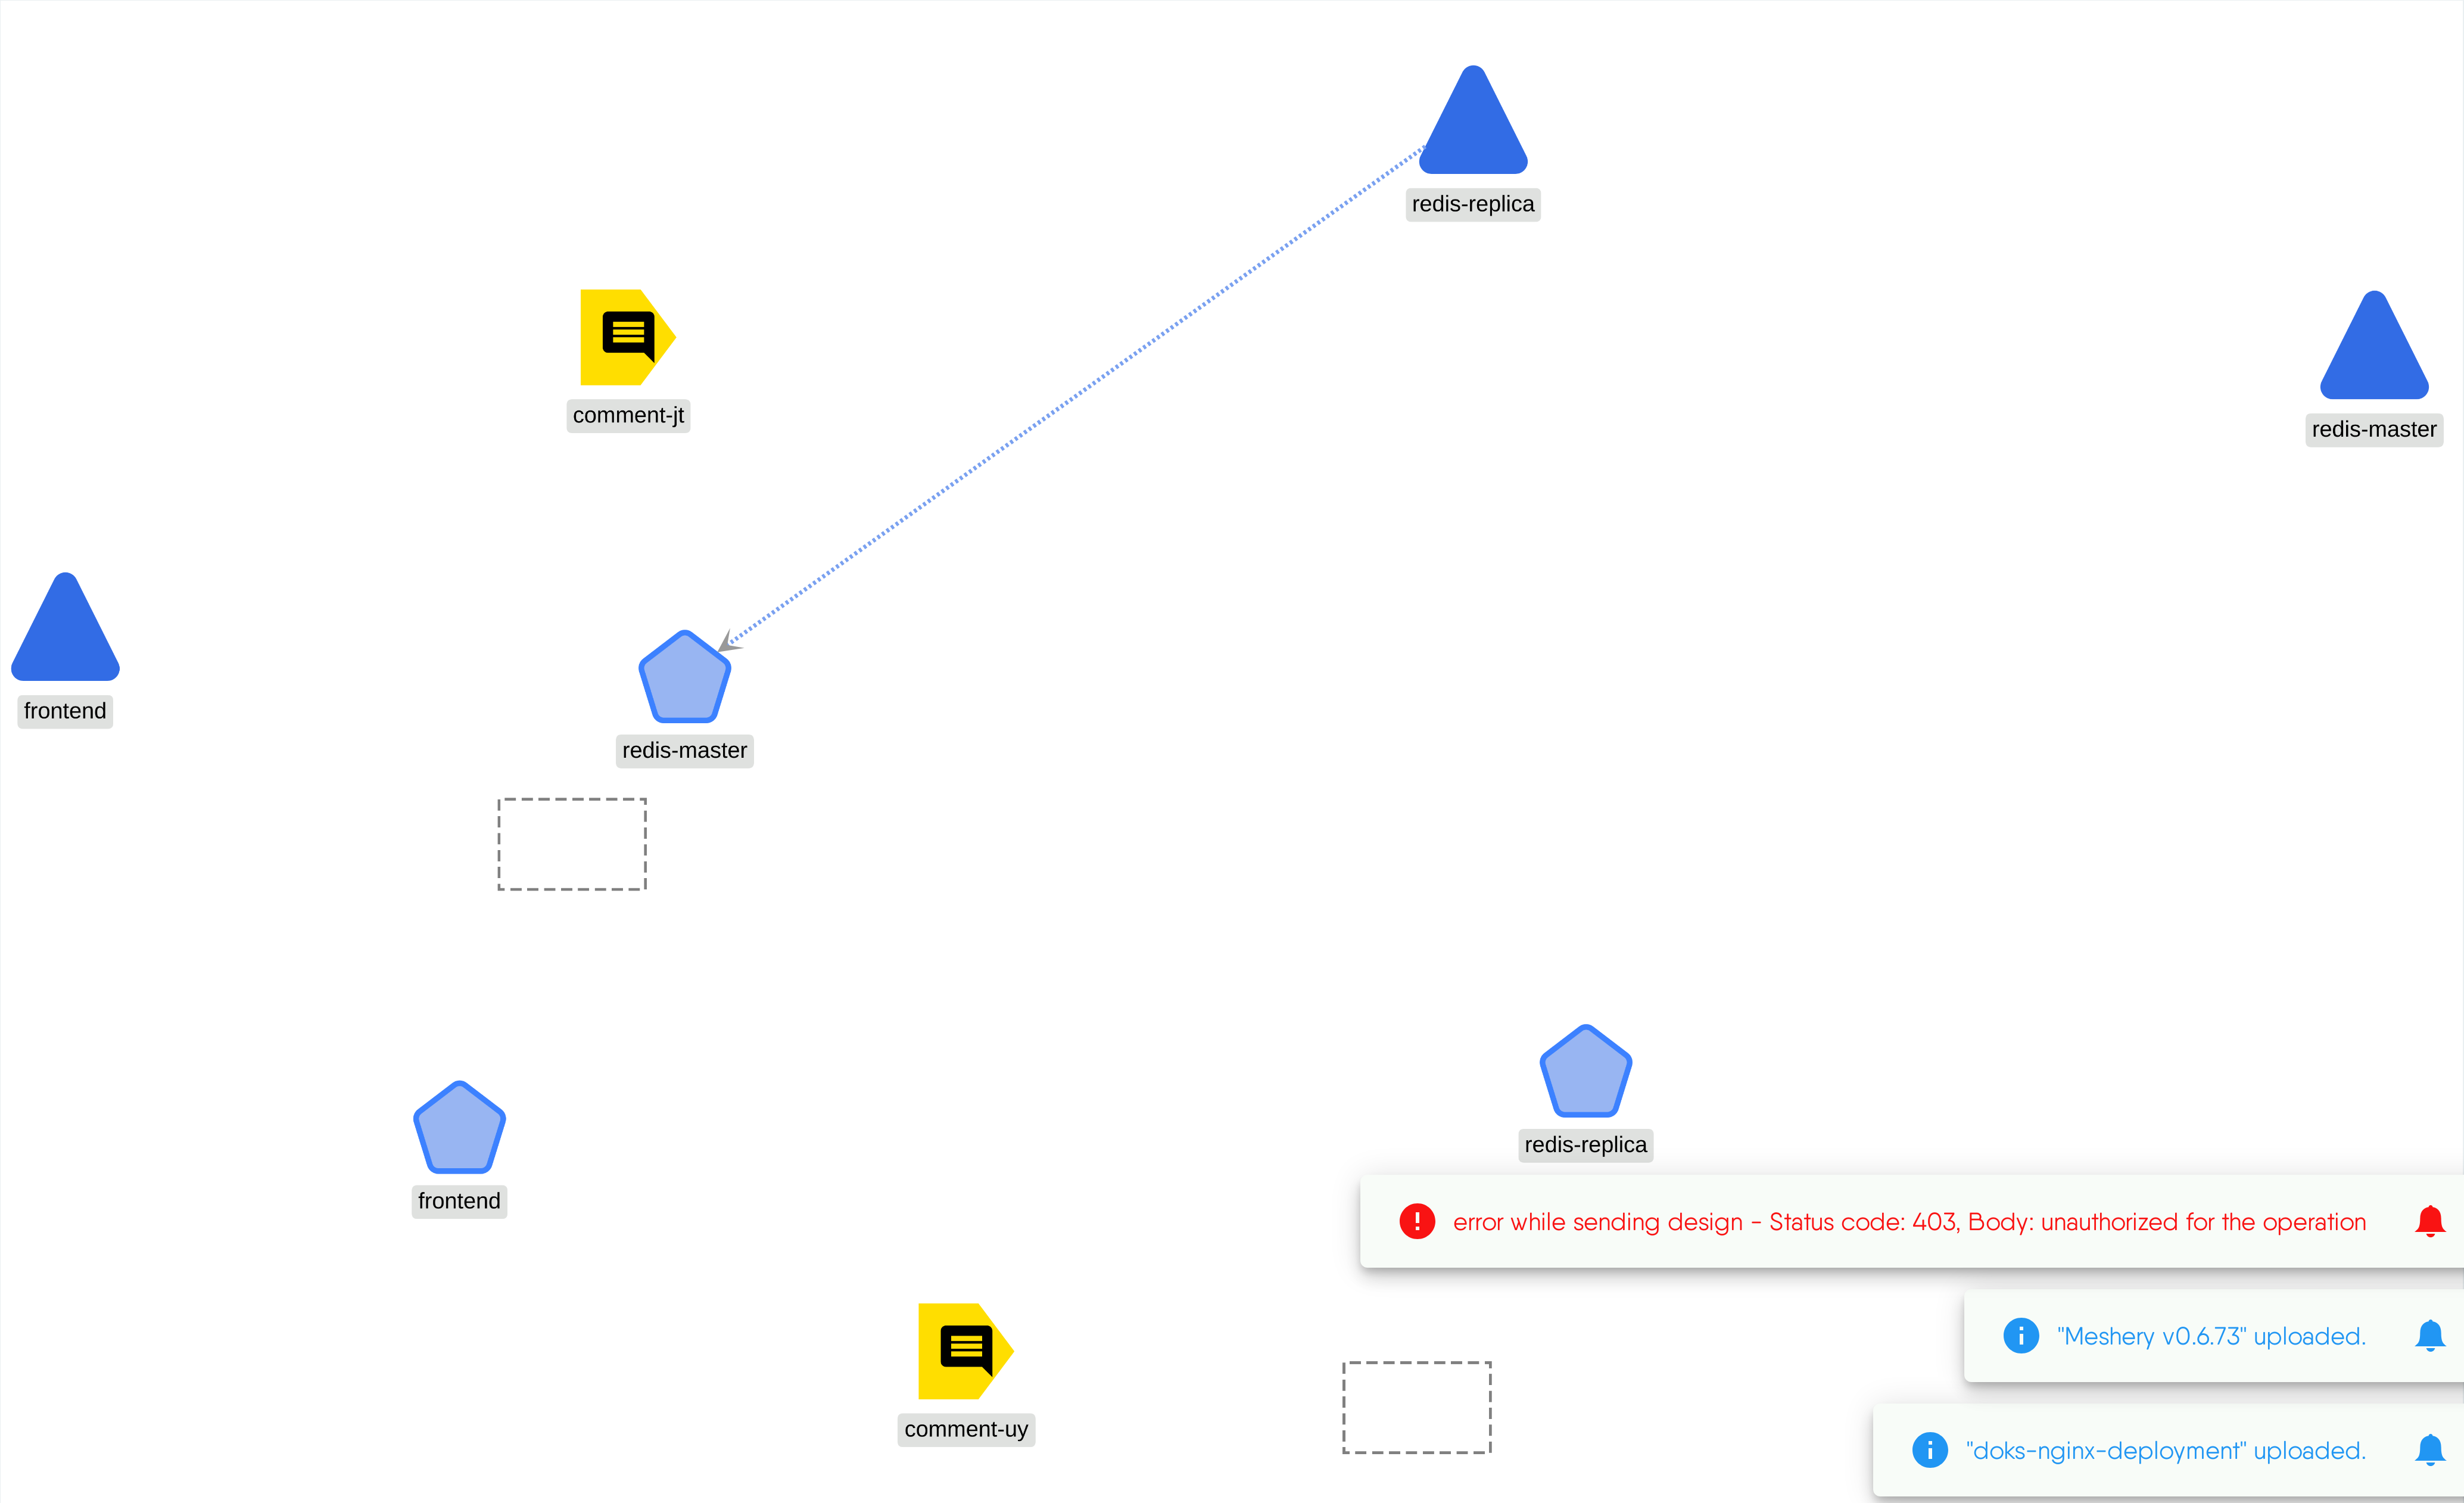 redis-replica
comment-jt
redis-master
frontend
redis-master
redis-replica
frontend
error while sending design - Status code: 403, Body: unauthorized for the operation
"Meshery v0.6.73" uploaded.
comment-uy
"doks-nginx-deployment" uploaded.